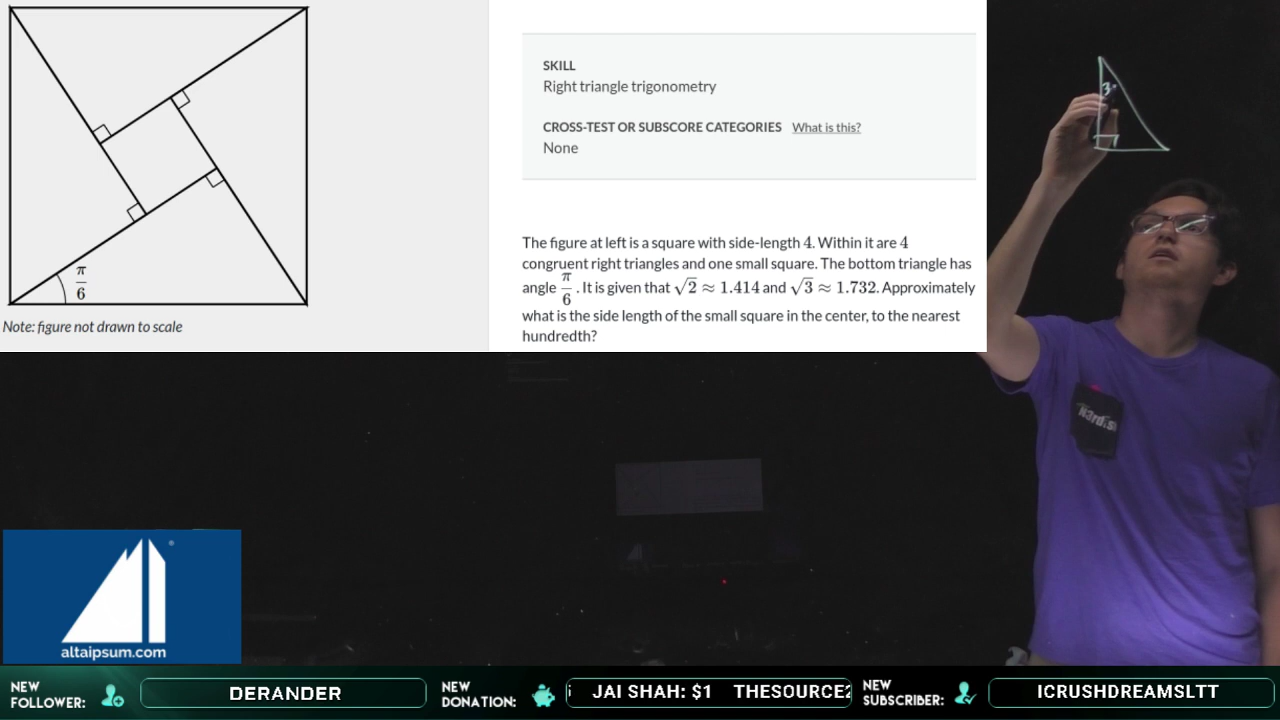 π
6
Note: figure not drawn to scale
SKILL
Right triangle trigonometry
CROSS-TEST OR SUBSCORE CATEGORIES What is this?
None
The figure at left is a square with side-length 4. Within it are 4
congruent right triangles and one small square. The bottom triangle has
angle π/6. It is given that √2 ≈ 1.414 and √3 ≈ 1.732. Approximately
what is the side length of the small square in the center, to the nearest
hundredth?
3
altaipsum.com
NEW
FOLLOWER:
DERANDER
NEW
DONATION:
JAI SHAH: $1 THESOURCE
NEW
SUBSCRIBER:
ICRUSHDREAMSLTT